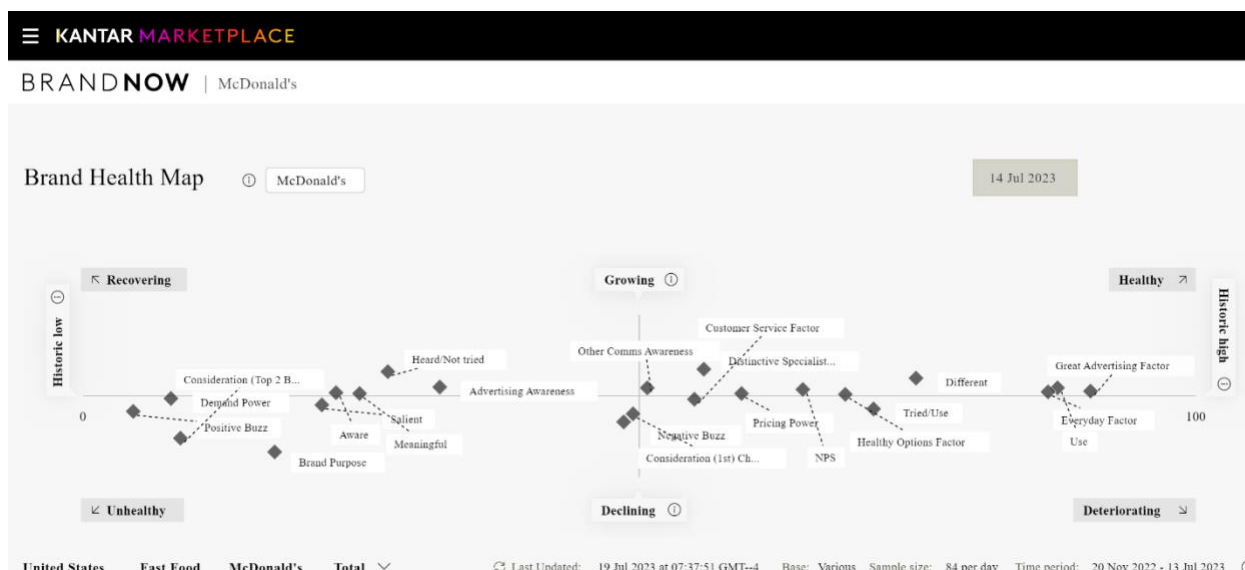 KANTAR MARKETPLACE
BRANDNOW | McDonald's
Brand Health Map
McDonald's
14 Jul 2023
Recovering
Growing
Healthy
Historic low
Historic high
Customer Service Factor
Other Comms Awareness
Heard/Not tried
Distinctive Specialist...
Great Advertising Factor
Consideration (Top 2 B...
Advertising Awareness
Different
Demand Power
0
Salient
Pricing Power
Tried/Use
Everyday Factor
100
Positive Buzz
Aware
Meaningful
Negative Buzz
Healthy Options Factor
Use
Brand Purpose
Consideration (1st) Ch...
NPS
Unhealthy
Declining
Deteriorating
United States Fast Food McDonald's Total Last Updated: 19 Jul 2023 at 07:37:51 GMT--4 Base: Various Sample size: 84 per day Time period: 20 Nov 2022 - 13 Jul 2023